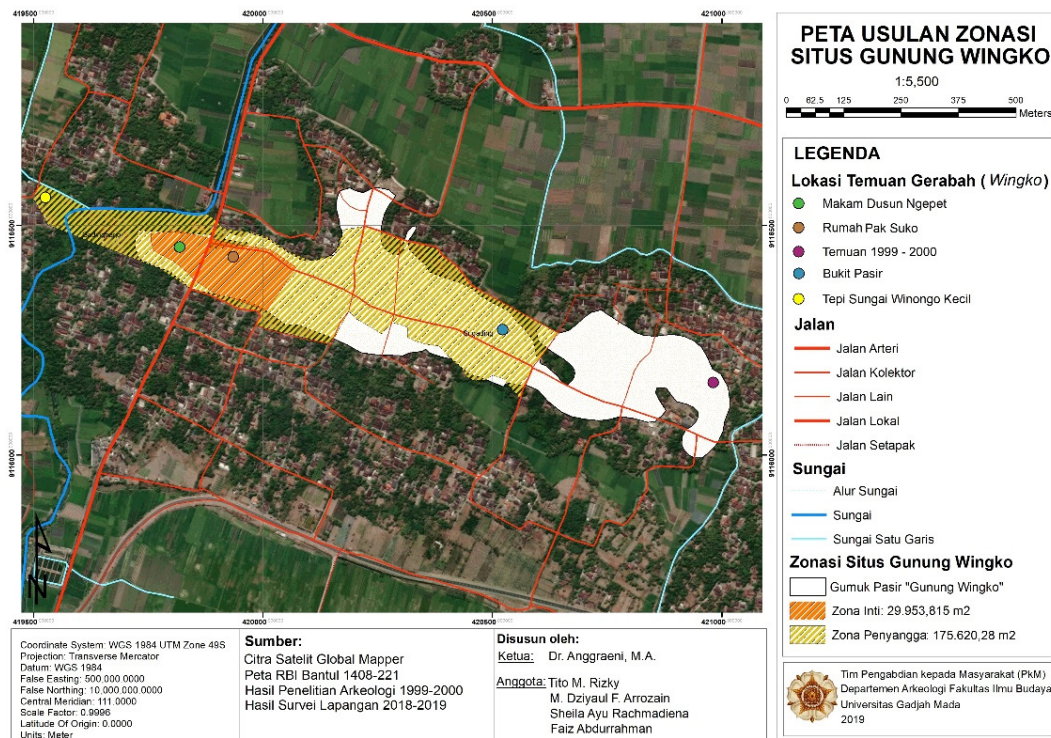 419500
420000
420500
421000
9116500
9116500
9116000
9116000
419500
420000
420500
421000
N
PETA USULAN ZONASI
SITUS GUNUNG WINGKO
1:5,500
0 62.5 125 250 375 500
Meters
LEGENDA
Lokasi Temuan Gerabah ( Wingko)
Makam Dusun Ngepet
Rumah Pak Suko
Temuan 1999 - 2000
Bukit Pasir
Tepi Sungai Winongo Kecil
Jalan
Jalan Arteri
Jalan Kolektor
Jalan Lain
Jalan Lokal
Jalan Setapak
Sungai
Alur Sungai
Sungai
Sungai Satu Garis
Zonasi Situs Gunung Wingko
Gumuk Pasir "Gunung Wingko"
Zona Inti: 29.953,815 m2
Zona Penyangga: 175.620,28 m2
Coordinate System: WGS 1984 UTM Zone 49S
Projection: Transverse Mercator
Datum: WGS 1984
False Easting: 500,000.0000
False Northing: 10,000,000.0000
Central Meridian: 111.0000
Scale Factor: 0.9996
Latitude Of Origin: 0.0000
Units: Meter
Sumber:
Citra Satelit Global Mapper
Peta RBI Bantul 1408-221
Hasil Penelitian Arkeologi 1999-2000
Hasil Survei Lapangan 2018-2019
Disusun oleh:
Ketua: Dr. Anggraeni, M.A.
Anggota: Tito M. Rizky
M. Dziyaul F. Arrozain
Sheila Ayu Rachmadiena
Faiz Abdurrahman
Tim Pengabdian kepada Masyarakat (PkM)
Departemen Arkeologi Fakultas Ilmu Budaya
Universitas Gadjah Mada
2019